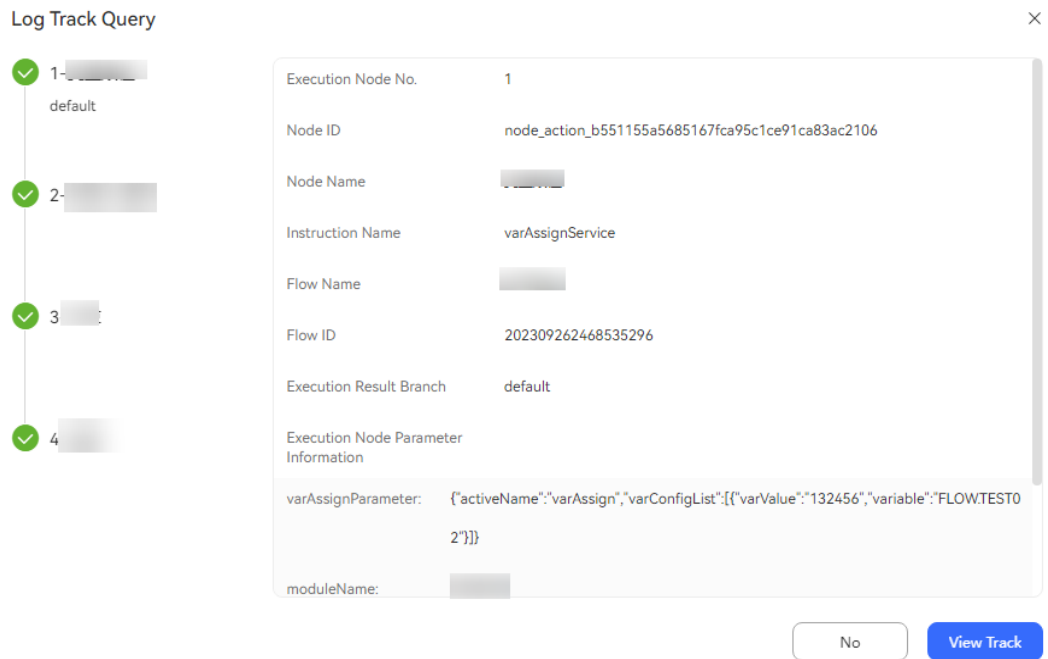 Log Track Query
1-
default
2-
3
4
Execution Node No. 1
Node ID node_action_b551155a5685167fca95c1ce91ca83ac2106
Node Name
Instruction Name varAssignService
Flow Name
Flow ID 202309262468535296
Execution Result Branch default
Execution Node Parameter
Information
varAssignParameter: {"activeName":"varAssign","varConfigList":[{"varValue":"132456","variable":"FLOW.TEST0
2"}]}
moduleName:
No View Track